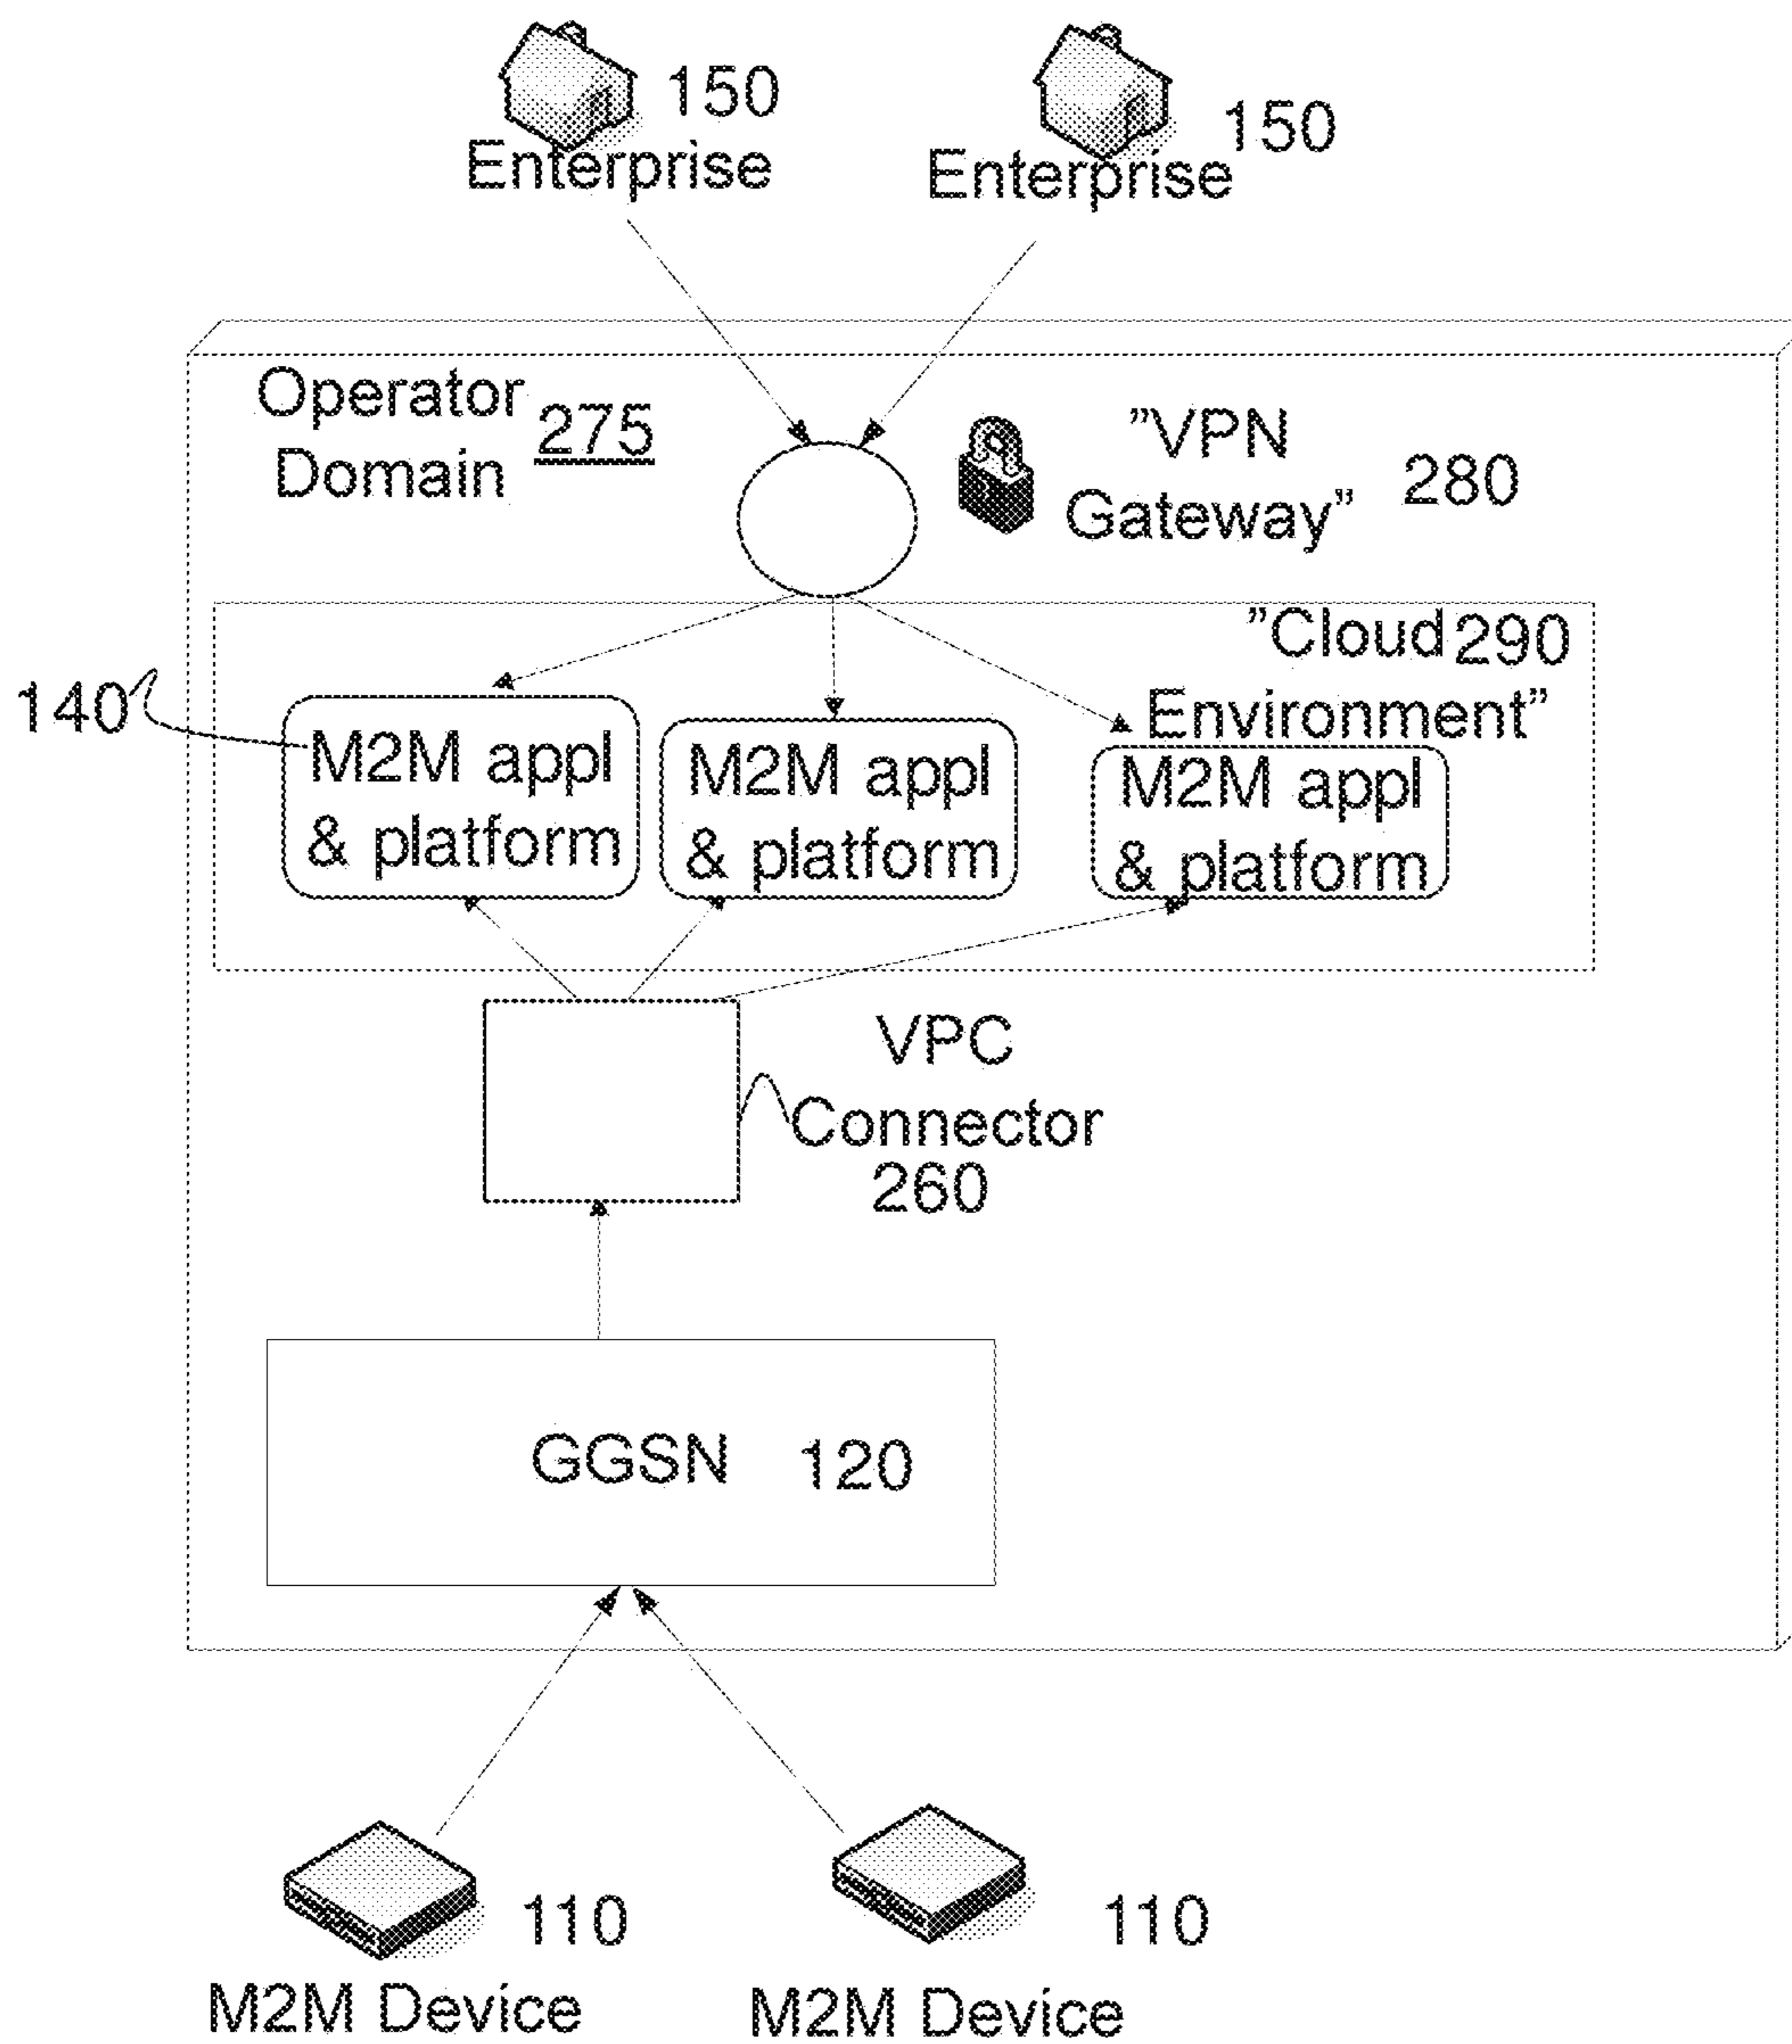 150
Enterprise
150
Enterprise
Operator
Domain
275
”VPN
Gateway”
280
”Cloud 290
Environment”
140
M2M appl
& platform
M2M appl
& platform
M2M appl
& platform
VPC
Connector
260
GGSN 120
110
M2M Device
110
M2M Device